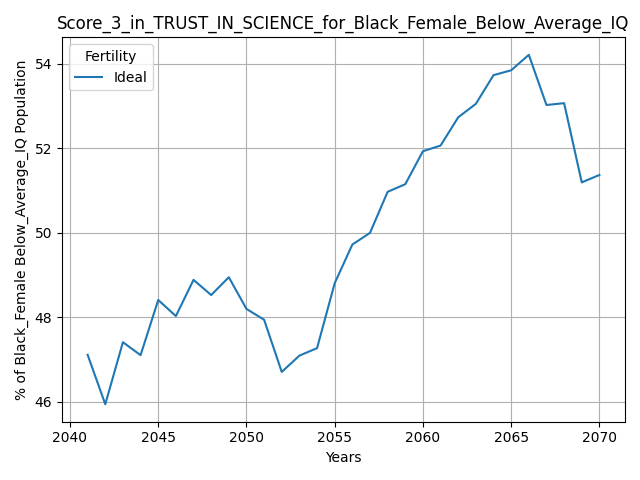 Score_3_in_TRUST_IN_SCIENCE_for_Black_Female_Below_Average_IQ
Fertility
Ideal
% of Black_Female Below_Average_IQ Population
54
52
50
48
46
2040
2045
2050
2055
2060
2065
2070
Years